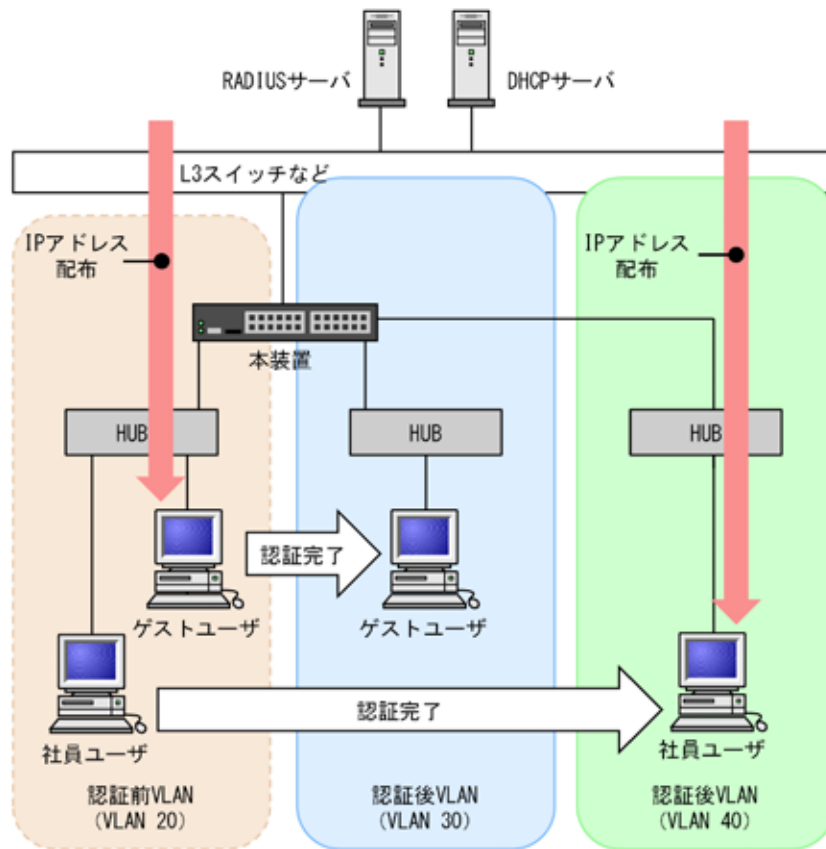 RADIUSサーバ
DHCPサーバ
L3スイッチなど
IPアドレス
配布
IPアドレス
配布
本装置
HUB
HUB
HUB
認証完了
ゲストユーザ
ゲストユーザ
認証完了
社員ユーザ
社員ユーザ
認証前VLAN
(VLAN 20)
認証後VLAN
(VLAN 30)
認証後VLAN
(VLAN 40)